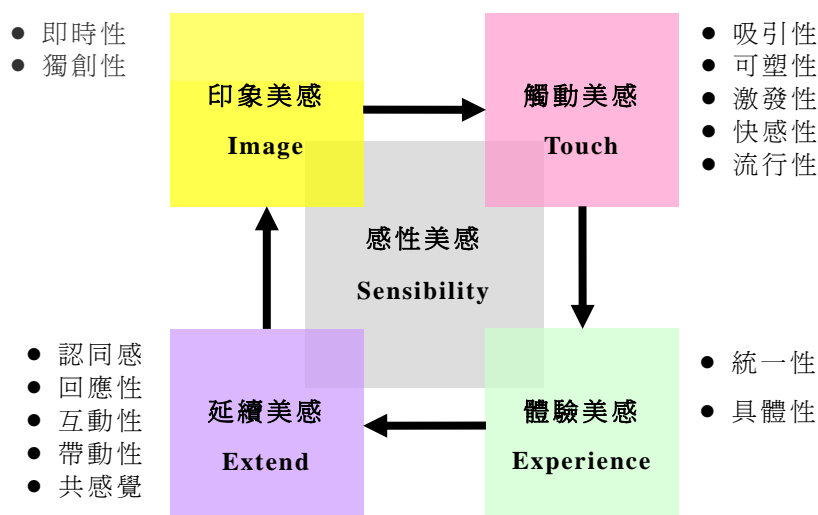 ● 即時性
● 獨創性
印象美感
Image
觸動美感
Touch
● 吸引性
● 可塑性
● 激發性
● 快感性
● 流行性
感性美感
Sensibility
● 認同感
● 回應性
● 互動性
● 帶動性
● 共感覺
延續美感
Extend
體驗美感
Experience
● 統一性
● 具體性